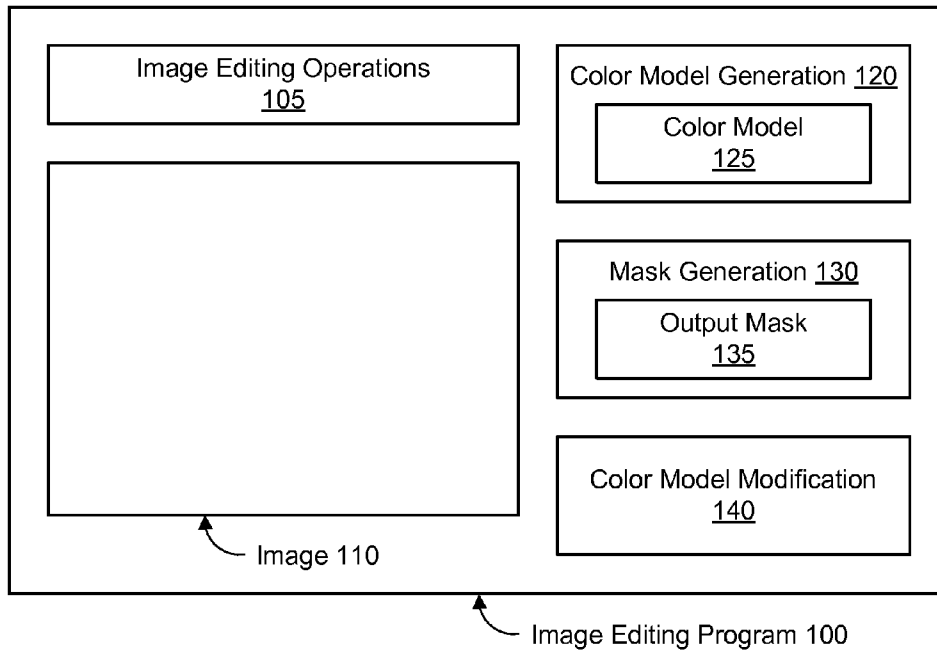 Image Editing Operations
105
Color Model Generation 120
Color Model
125
Mask Generation 130
Output Mask
135
Color Model Modification
140
Image 110
Image Editing Program 100